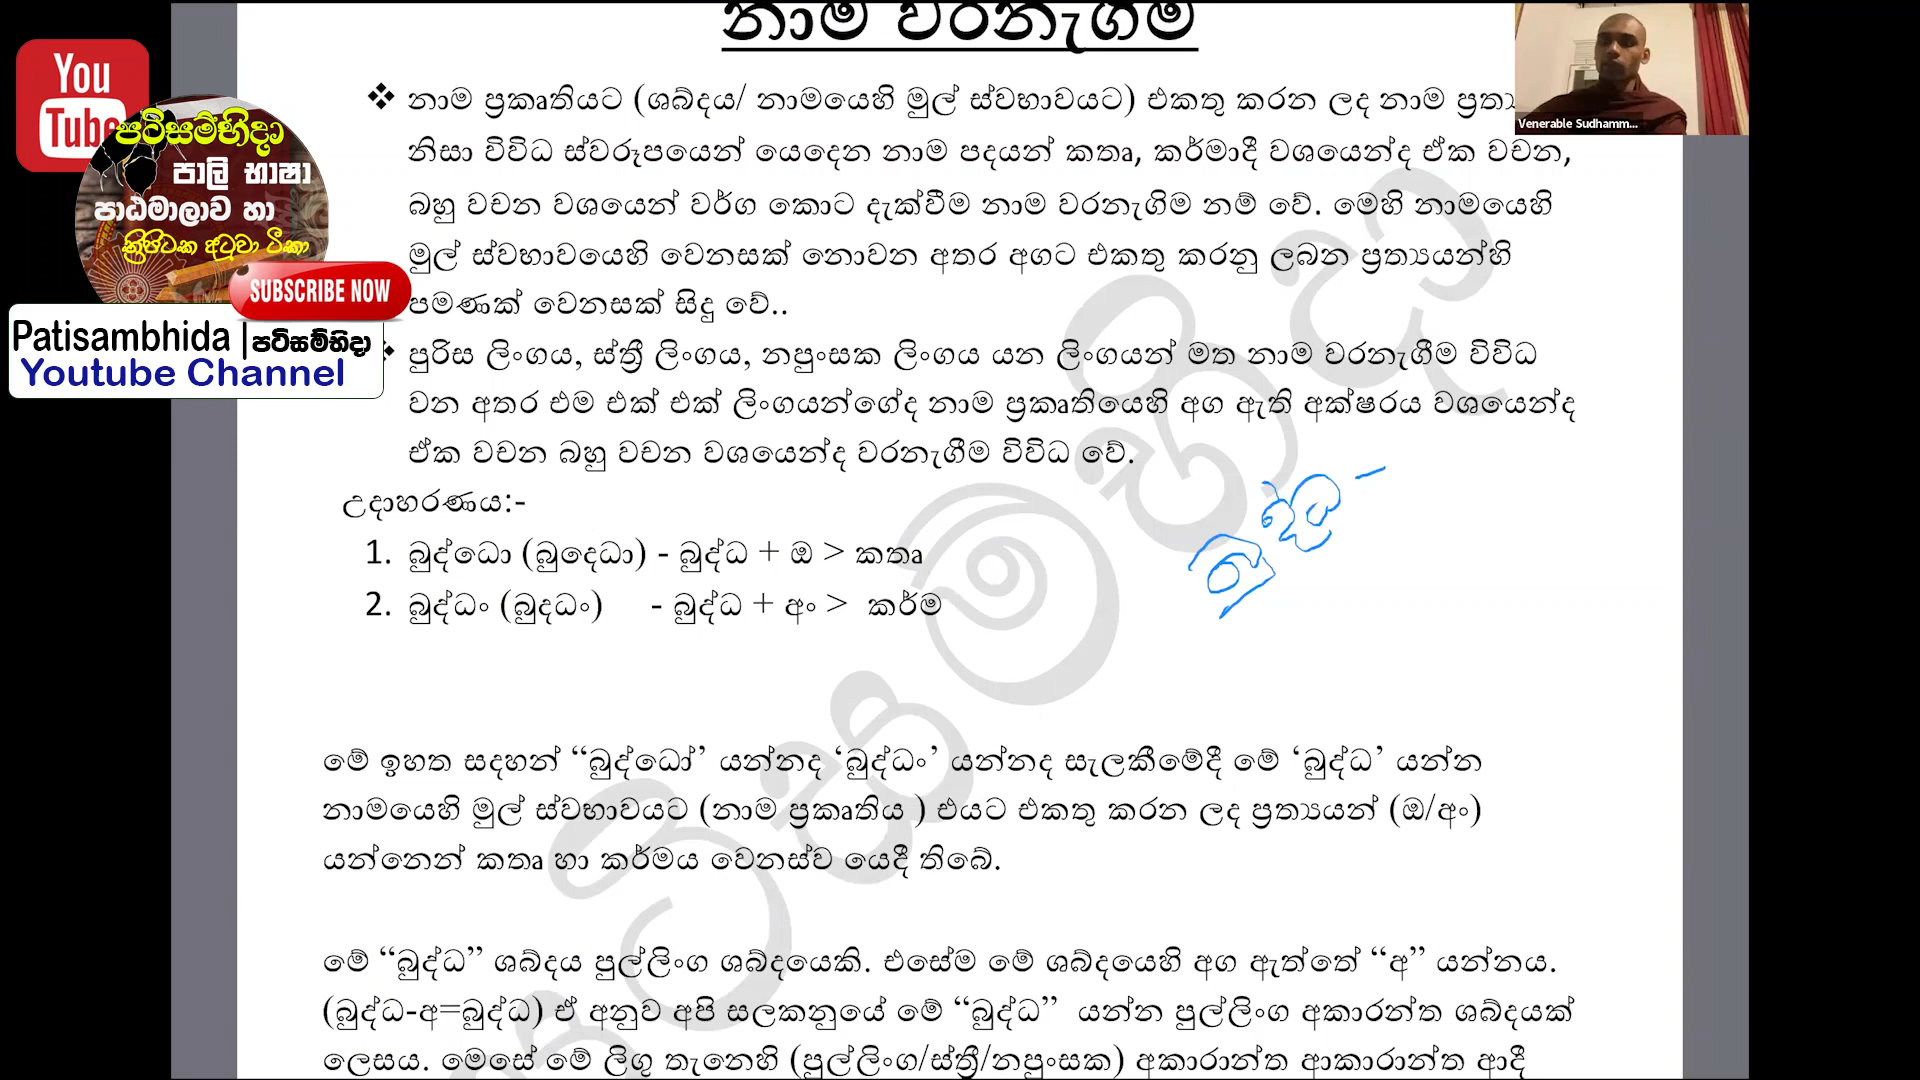 නාම වරනැගීම
❖ නාම ප්‍රකෘතියට (ශබ්දය/ නාමයෙහි මුල් ස්වභාවයට) එකතු කරන ලද නාම
නිසා විවිධ ස්වරූපයෙන් යෙදෙන නාම පදයන් කතෘ, කර්මාදී වශයෙන්ද ඒක වචන,
බහු වචන වශයෙන් වර්ග කොට දැක්වීම නාම වරනැගිම නම් වේ. මෙහි නාමයෙහි
මුල් ස්වභාවයෙහි වෙනසක් නොවන අතර අගට එකතු කරනු ලබන ප්‍රත්‍යයන්හි
පමණක් වෙනසක් සිදු වේ..
පුරිස ලිංගය, ස්ත්‍රී ලිංගය, නපුංසක ලිංගය යන ලිංගයන් මත නාම වරනැගීම විවිධ
වන අතර එම එක් එක් ලිංගයන්ගේද නාම ප්‍රකෘතියෙහි අග ඇති අක්ෂරය වශයෙන්ද
ඒක වචන බහු වචන වශයෙන්ද වරනැගීම විවිධ වේ.
උදාහරණය:-
1. බුද්ධො (බුදෙධා) - බුද්ධ + ඔ > කතෘ
2. බුද්ධං (බුදධං) - බුද්ධ + අං > කර්ම
බුද්ධ -
මේ ඉහත සදහන් “බුද්ධෝ’ යන්නද ‘බුද්ධං’ යන්නද සැලකීමේදී මේ ‘බුද්ධ’ යන්න
නාමයෙහි මුල් ස්වභාවයට (නාම ප්‍රකෘතිය ) එයට එකතු කරන ලද ප්‍රත්‍යයන් (ඔ/අං)
යන්නෙන් කතෘ හා කර්මය වෙනස්ව යෙදී තිබේ.
මේ “බුද්ධ” ශබ්දය පුල්ලිංග ශබ්දයෙකි. එසේම මේ ශබ්දයෙහි අග ඇත්තේ “අ” යන්නය.
(බුද්ධ-අ=බුද්ධ) ඒ අනුව අපි සලකනුයේ මේ “බුද්ධ” යන්න පුල්ලිංග අකාරන්ත ශබ්දයක්
ලෙසය. මෙසේ මේ ලිගු තැනෙහි (පුල්ලිංග/ස්ත්‍රී/නපුංසක) අකාරාන්ත ආකාරාන්ත ආදී
You
Tube
පටිසම්භිදා
පාලි භාෂා
පාඨමාලාව හා
ත්‍රිපිටක අටුවා ටීකා
SUBSCRIBE NOW
Patisambhida | පටිසම්භිදා
Youtube Channel
Venerable Sudhamm...
පටිසම්භිදා